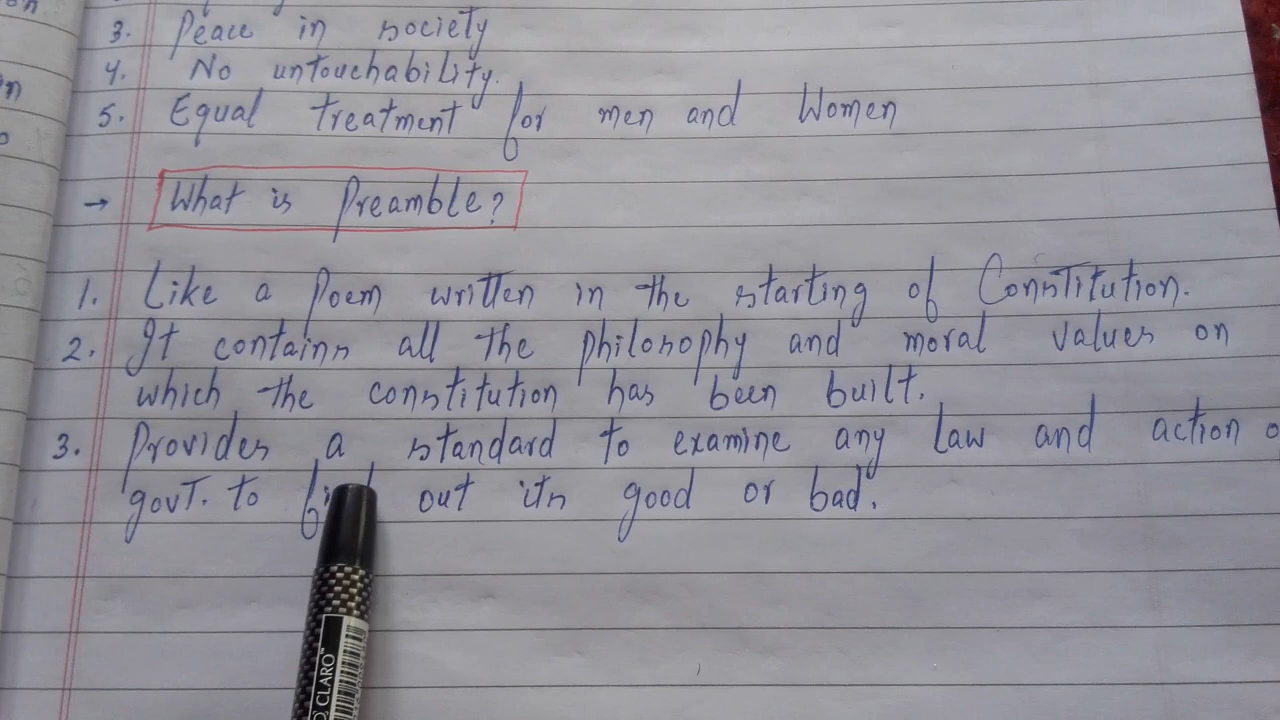 3. Peace in society
4. No untouchability.
5. Equal treatment for men and Women
→ What is Preamble?
1. Like a Poem written in the starting of Constitution.
2. It contains all the philosophy and moral values on
which the constitution has been built.
3. Provides a standard to examine any law and action
govt. to out its good or bad.
CLARO™